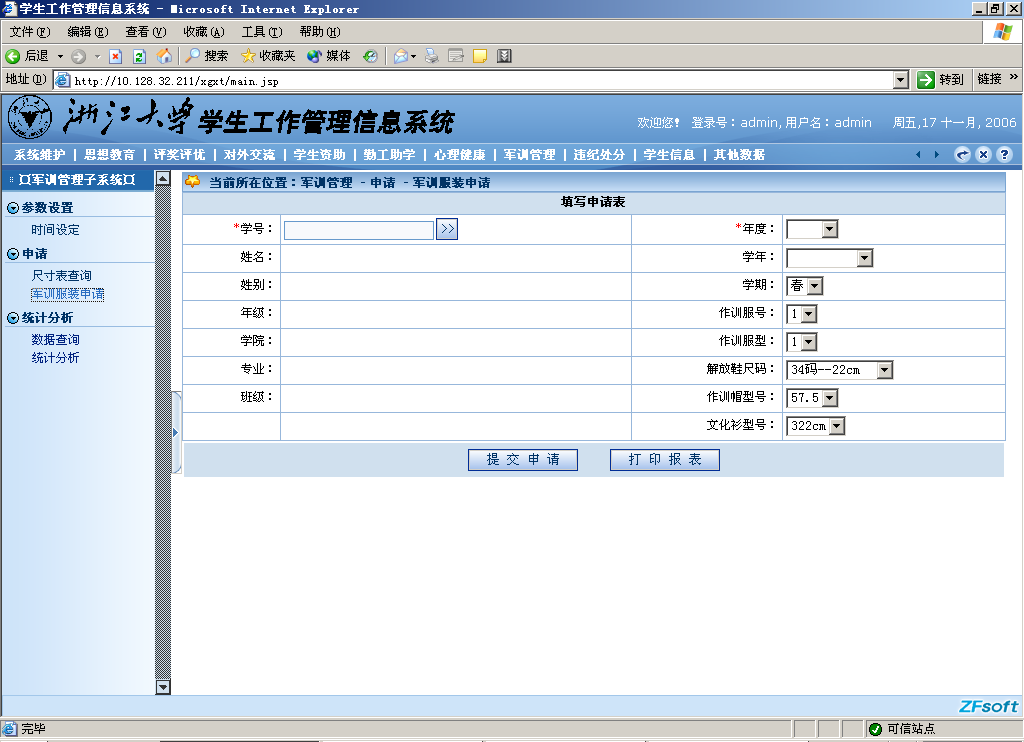 学生工作管理信息系统 - Microsoft Internet Explorer
文件(F) 编辑(E) 查看(V) 收藏(A) 工具(T) 帮助(H)
后退 搜索 收藏夹 媒体
地址(D) http://10.128.32.211/xgxt/main.jsp 转到 链接 »
浙江大学 学生工作管理信息系统
欢迎您! 登录号:admin,用户名:admin 周五,17 十一月, 2006
系统维护 | 思想教育 | 评奖评优 | 对外交流 | 学生资助 | 勤工助学 | 心理健康 | 军训管理 | 违纪处分 | 学生信息 | 其他数据
¤军训管理子系统¤
参数设置
时间设定
申请
尺寸表查询
军训服装申请
统计分析
数据查询
统计分析
当前所在位置:军训管理 - 申请 - 军训服装申请
填写申请表
*学号: >> *年度:
姓名: 学年:
姓别: 学期: 春
年级: 作训服号: 1
学院: 作训服型: 1
专业: 解放鞋尺码: 34码--22cm
班级: 作训帽型号: 57.5
文化衫型号: 322cm
提 交 申 请 打 印 报 表
ZFsoft
完毕 可信站点